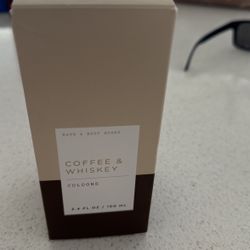 BATH & BODY WORKS
COFFEE &
WHISKEY
COLOGNE
3.4 FL OZ / 100 mL